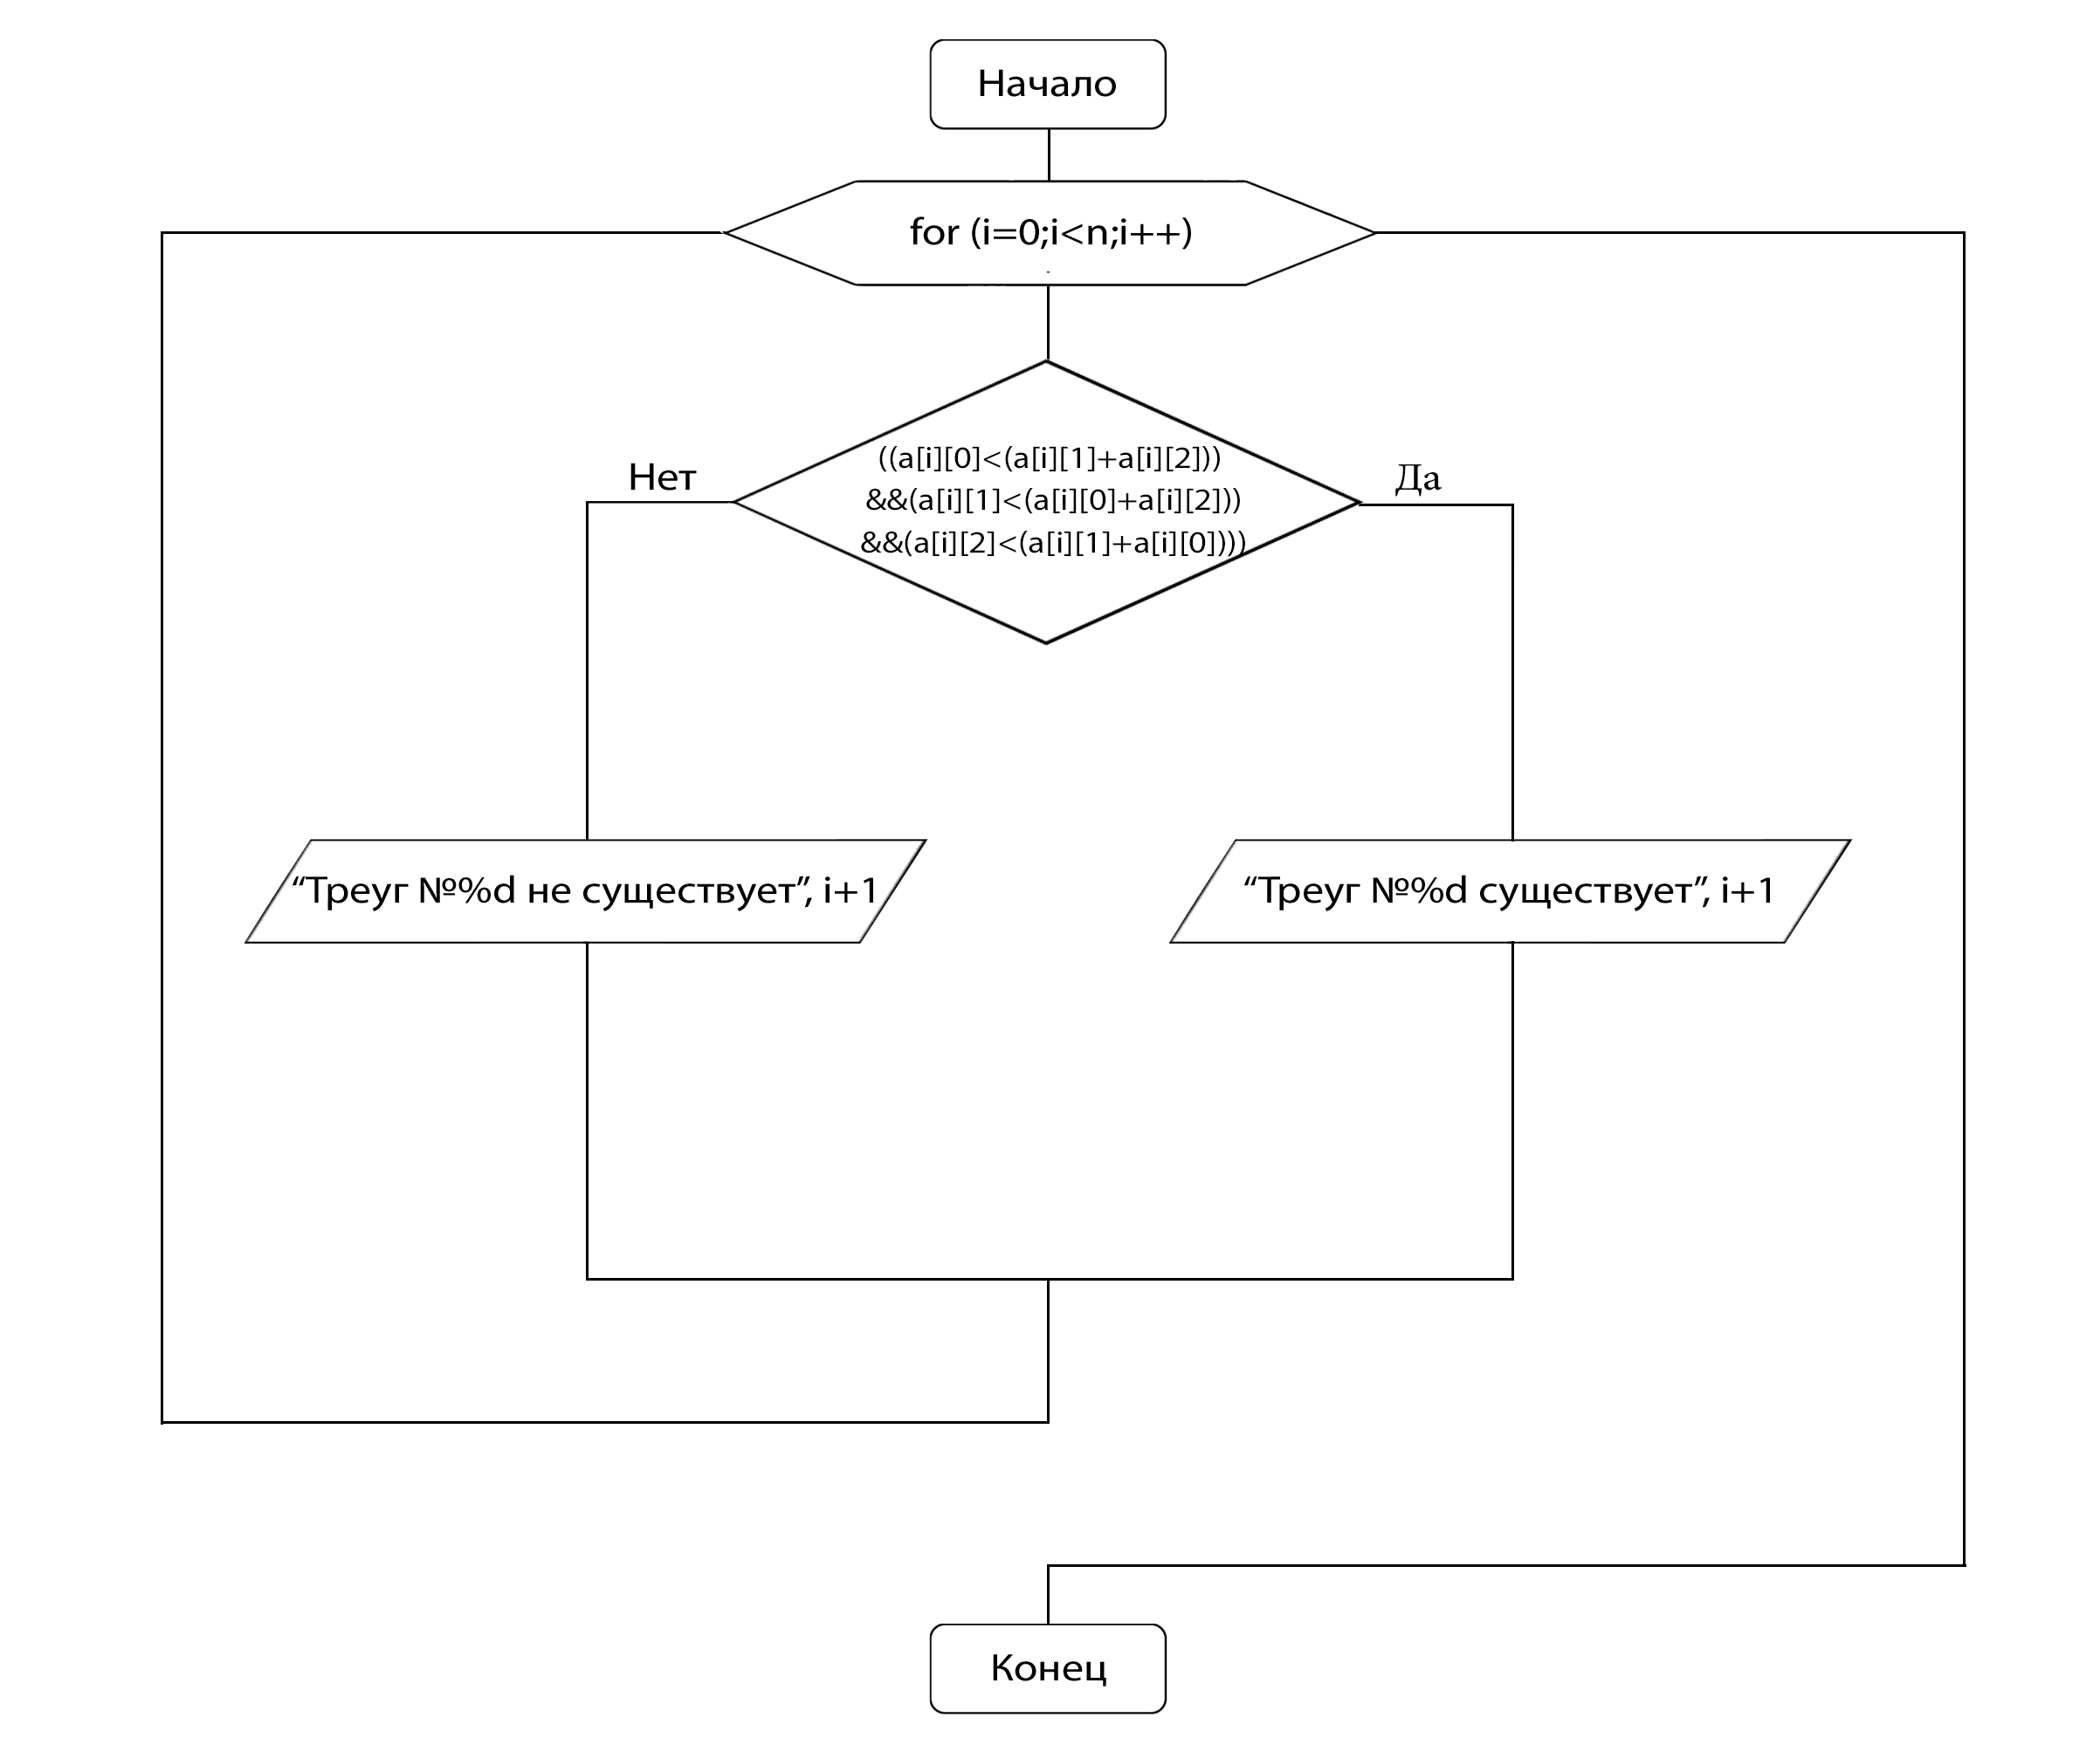 Начало
for (i=0;i<n;i++)
((a[i][0]<(a[i][1]+a[i][2]))
&&(a[i][1]<(a[i][0]+a[i][2]))
&&(a[i][2]<(a[i][1]+a[i][0])))
Нет
Да
“Треуг №%d не существует”, i+1
“Треуг №%d существует”, i+1
Конец